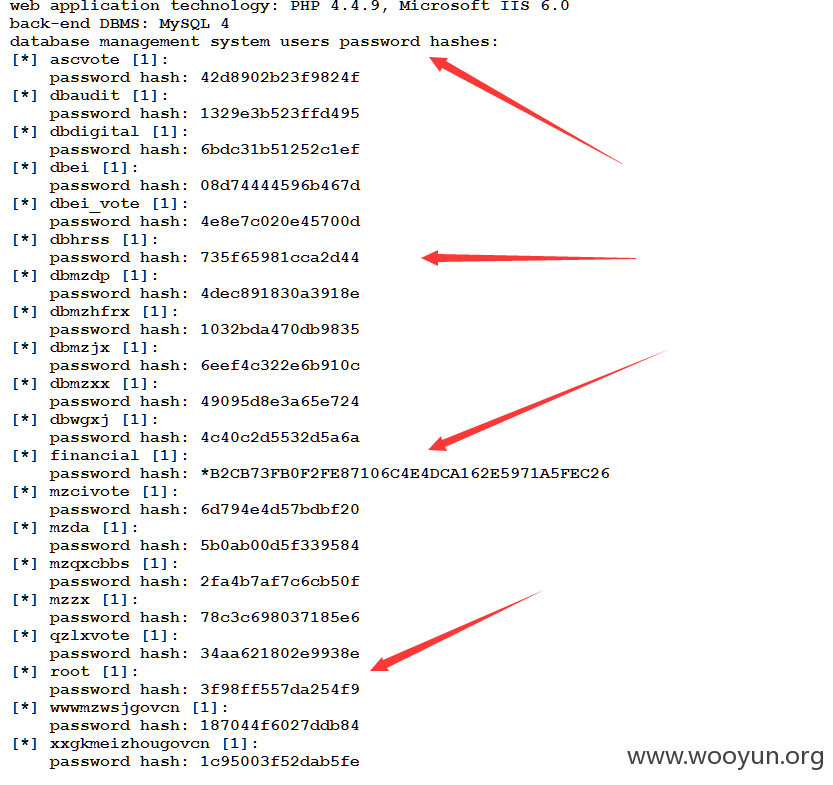 web application technology: PHP 4.4.9, Microsoft IIS 6.0
back-end DBMS: MySQL 4
database management system users password hashes:
[*] ascvote [1]:
    password hash: 42d8902b23f9824f
[*] dbaudit [1]:
    password hash: 1329e3b523ffd495
[*] dbdigital [1]:
    password hash: 6bdc31b51252c1ef
[*] dbei [1]:
    password hash: 08d74444596b467d
[*] dbei_vote [1]:
    password hash: 4e8e7c020e45700d
[*] dbhrss [1]:
    password hash: 735f65981cca2d44
[*] dbmzdp [1]:
    password hash: 4dec891830a3918e
[*] dbmzhfrx [1]:
    password hash: 1032bda470db9835
[*] dbmzjx [1]:
    password hash: 6eef4c322e6b910c
[*] dbmzxx [1]:
    password hash: 49095d8e3a65e724
[*] dbwgxj [1]:
    password hash: 4c40c2d5532d5a6a
[*] financial [1]:
    password hash: *B2CB73FB0F2FE87106C4E4DCA162E5971A5FEC26
[*] mzcivote [1]:
    password hash: 6d794e4d57bdbf20
[*] mzda [1]:
    password hash: 5b0ab00d5f339584
[*] mzqxcbbs [1]:
    password hash: 2fa4b7af7c6cb50f
[*] mzzx [1]:
    password hash: 78c3c698037185e6
[*] qzlxvote [1]:
    password hash: 34aa621802e9938e
[*] root [1]:
    password hash: 3f98ff557da254f9
[*] wwwmzwsjgovcn [1]:
    password hash: 187044f6027ddb84
[*] xxgkmeizhougovcn [1]:
    password hash: 1c95003f52dab5fe
www.wooyun.org